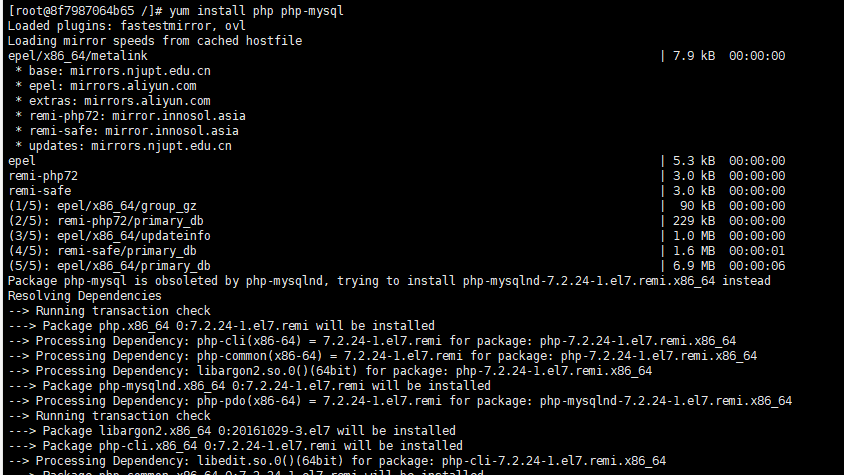 [root@8f7987064b65 /]# yum install php php-mysql
Loaded plugins: fastestmirror, ovl
Loading mirror speeds from cached hostfile
epel/x86_64/metalink | 7.9 kB 00:00:00
* base: mirrors.njupt.edu.cn
* epel: mirrors.aliyun.com
* extras: mirrors.aliyun.com
* remi-php72: mirror.innosol.asia
* remi-safe: mirror.innosol.asia
* updates: mirrors.njupt.edu.cn
epel | 5.3 kB 00:00:00
remi-php72 | 3.0 kB 00:00:00
remi-safe | 3.0 kB 00:00:00
(1/5): epel/x86_64/group_gz | 90 kB 00:00:00
(2/5): remi-php72/primary_db | 229 kB 00:00:00
(3/5): epel/x86_64/updateinfo | 1.0 MB 00:00:00
(4/5): remi-safe/primary_db | 1.6 MB 00:00:01
(5/5): epel/x86_64/primary_db | 6.9 MB 00:00:06
Package php-mysql is obsoleted by php-mysqlnd, trying to install php-mysqlnd-7.2.24-1.el7.remi.x86_64 instead
Resolving Dependencies
--> Running transaction check
---> Package php.x86_64 0:7.2.24-1.el7.remi will be installed
--> Processing Dependency: php-cli(x86-64) = 7.2.24-1.el7.remi for package: php-7.2.24-1.el7.remi.x86_64
--> Processing Dependency: php-common(x86-64) = 7.2.24-1.el7.remi for package: php-7.2.24-1.el7.remi.x86_64
--> Processing Dependency: libargon2.so.0()(64bit) for package: php-7.2.24-1.el7.remi.x86_64
---> Package php-mysqlnd.x86_64 0:7.2.24-1.el7.remi will be installed
--> Processing Dependency: php-pdo(x86-64) = 7.2.24-1.el7.remi for package: php-mysqlnd-7.2.24-1.el7.remi.x86_64
--> Running transaction check
---> Package libargon2.x86_64 0:20161029-3.el7 will be installed
---> Package php-cli.x86_64 0:7.2.24-1.el7.remi will be installed
--> Processing Dependency: libedit.so.0()(64bit) for package: php-cli-7.2.24-1.el7.remi.x86_64